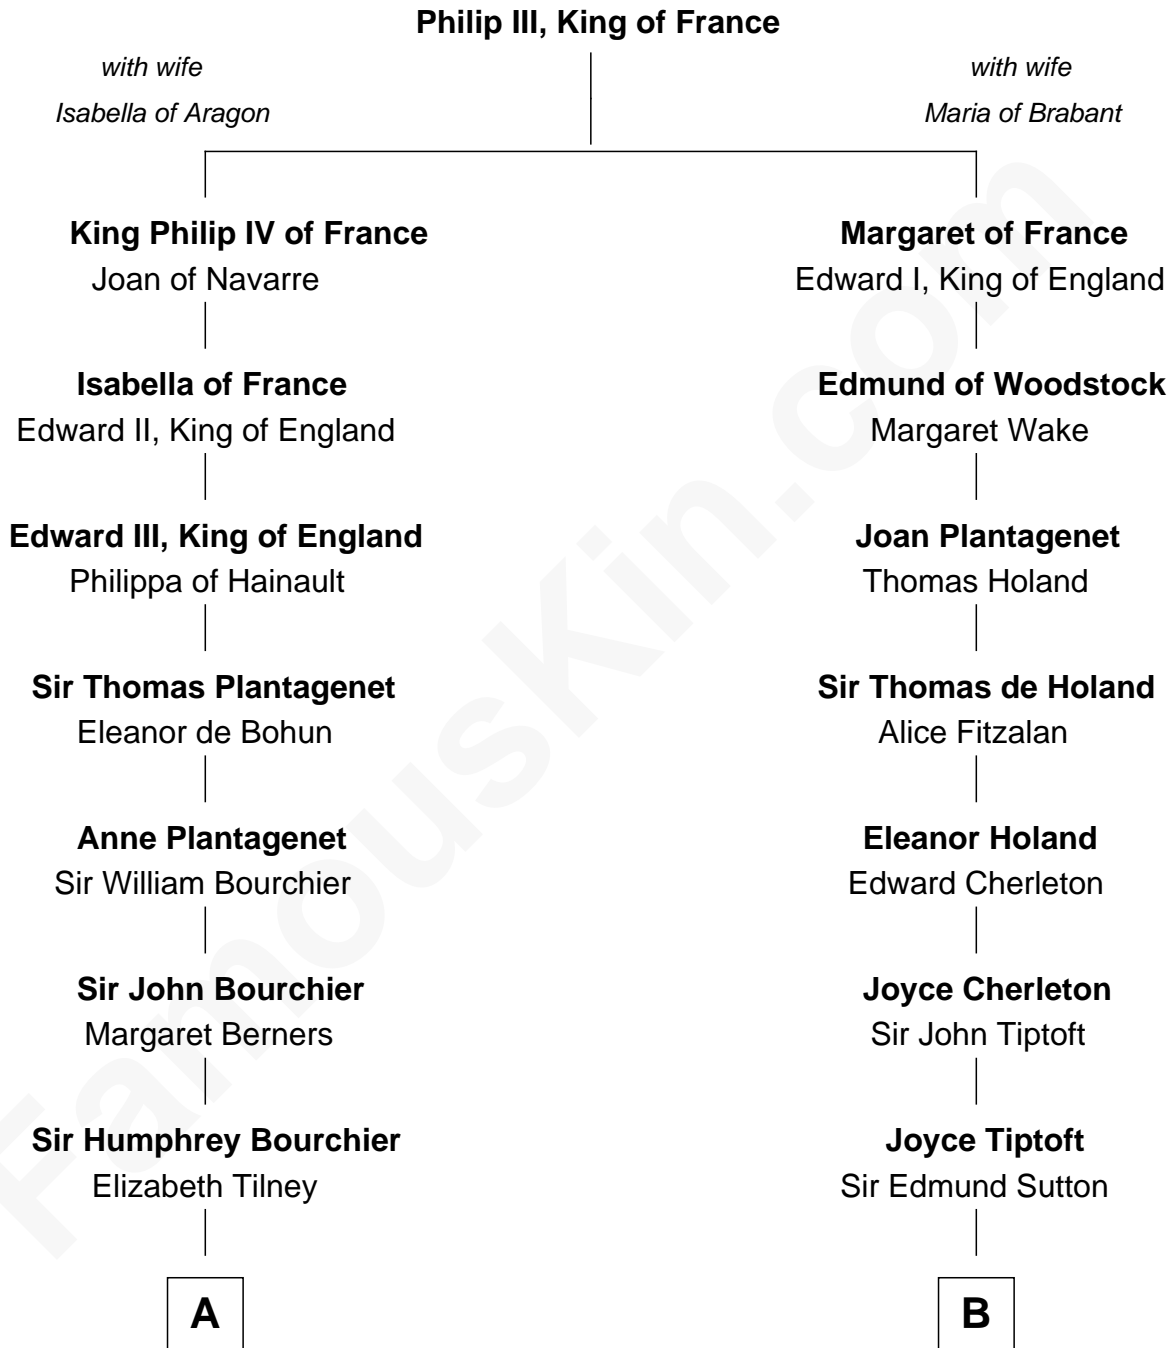 Philip III, King of France
with wife
Isabella of Aragon
with wife
Maria of Brabant
King Philip IV of France
Joan of Navarre
Margaret of France
Edward I, King of England
Isabella of France
Edward II, King of England
Edmund of Woodstock
Margaret Wake
Edward III, King of England
Philippa of Hainault
Joan Plantagenet
Thomas Holand
Sir Thomas Plantagenet
Eleanor de Bohun
Sir Thomas de Holand
Alice Fitzalan
Anne Plantagenet
Sir William Bourchier
Eleanor Holand
Edward Cherleton
Sir John Bourchier
Margaret Berners
Joyce Cherleton
Sir John Tiptoft
Sir Humphrey Bourchier
Elizabeth Tilney
Joyce Tiptoft
Sir Edmund Sutton
A
B
FamousKin.com